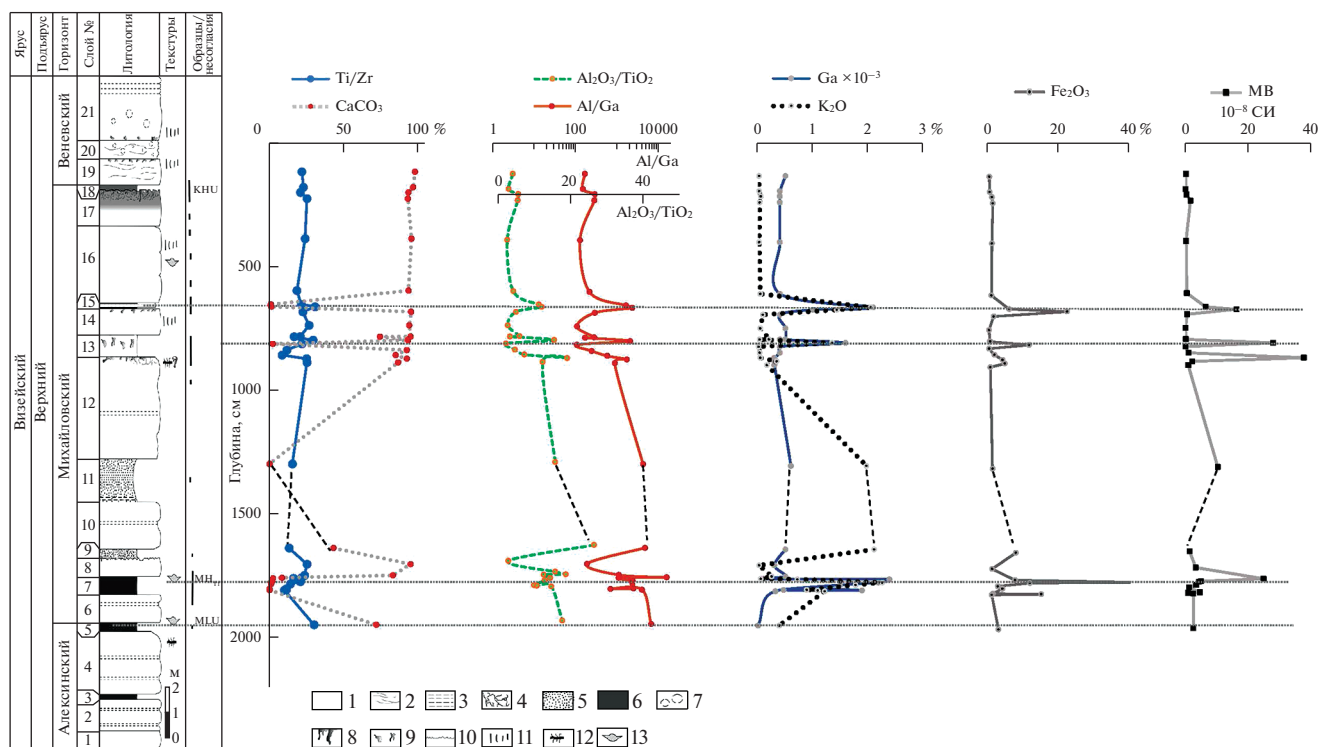 Ярус
Подъярус
Горизонт
Слой №
Литология
Текстуры
Образцы/
несогласия
Визейский
Верхний
Веневский
Михайловский
Алексинский
21
20
19
18
17
16
15
14
13
12
11
10
9
8
7
6
5
4
3
2
1
KHU
MLU
м
2
1
0
Глубина, см
500
1000
1500
2000
Ti/Zr
CaCO₃
0 50 100 %
Al₂O₃/TiO₂
Al/Ga
1 100 10000
Al/Ga
0 20 40
Al₂O₃/TiO₂
Ga ×10⁻³
K₂O
0 1 2 3 %
Fe₂O₃
0 20 40 %
МВ
10⁻⁸ СИ
0 20 40
1 2 3 4 5 6 7
8 9 10 11 12 13